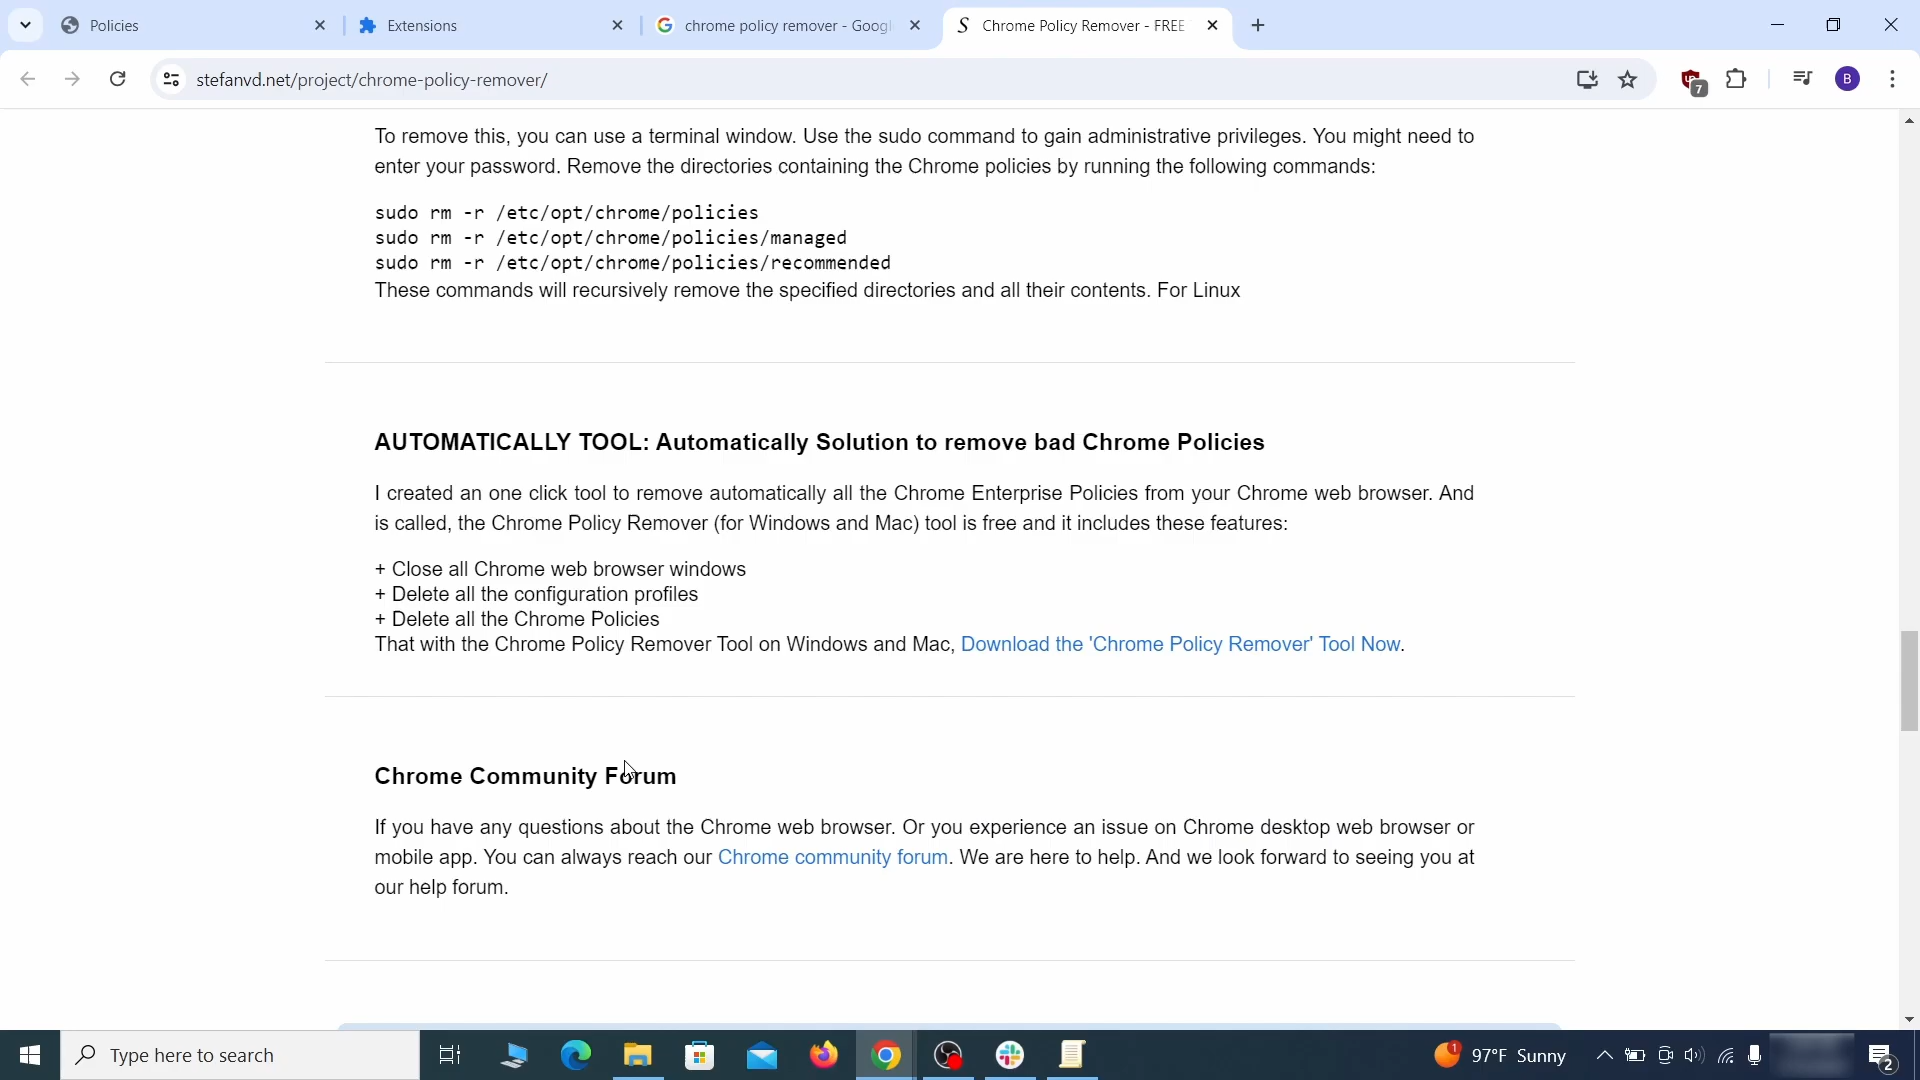 Policies
Extensions
chrome policy remover - Googl
Chrome Policy Remover - FREE
stefanvd.net/project/chrome-policy-remover/
7
B
To remove this, you can use a terminal window. Use the sudo command to gain administrative privileges. You might need to
enter your password. Remove the directories containing the Chrome policies by running the following commands:
sudo rm -r /etc/opt/chrome/policies
sudo rm -r /etc/opt/chrome/policies/managed
sudo rm -r /etc/opt/chrome/policies/recommended
These commands will recursively remove the specified directories and all their contents. For Linux
AUTOMATICALLY TOOL: Automatically Solution to remove bad Chrome Policies
I created an one click tool to remove automatically all the Chrome Enterprise Policies from your Chrome web browser. And
is called, the Chrome Policy Remover (for Windows and Mac) tool is free and it includes these features:
+ Close all Chrome web browser windows
+ Delete all the configuration profiles
+ Delete all the Chrome Policies
That with the Chrome Policy Remover Tool on Windows and Mac, Download the 'Chrome Policy Remover' Tool Now.
Chrome Community Forum
If you have any questions about the Chrome web browser. Or you experience an issue on Chrome desktop web browser or
mobile app. You can always reach our Chrome community forum. We are here to help. And we look forward to seeing you at
our help forum.
Type here to search
1
97°F Sunny
2